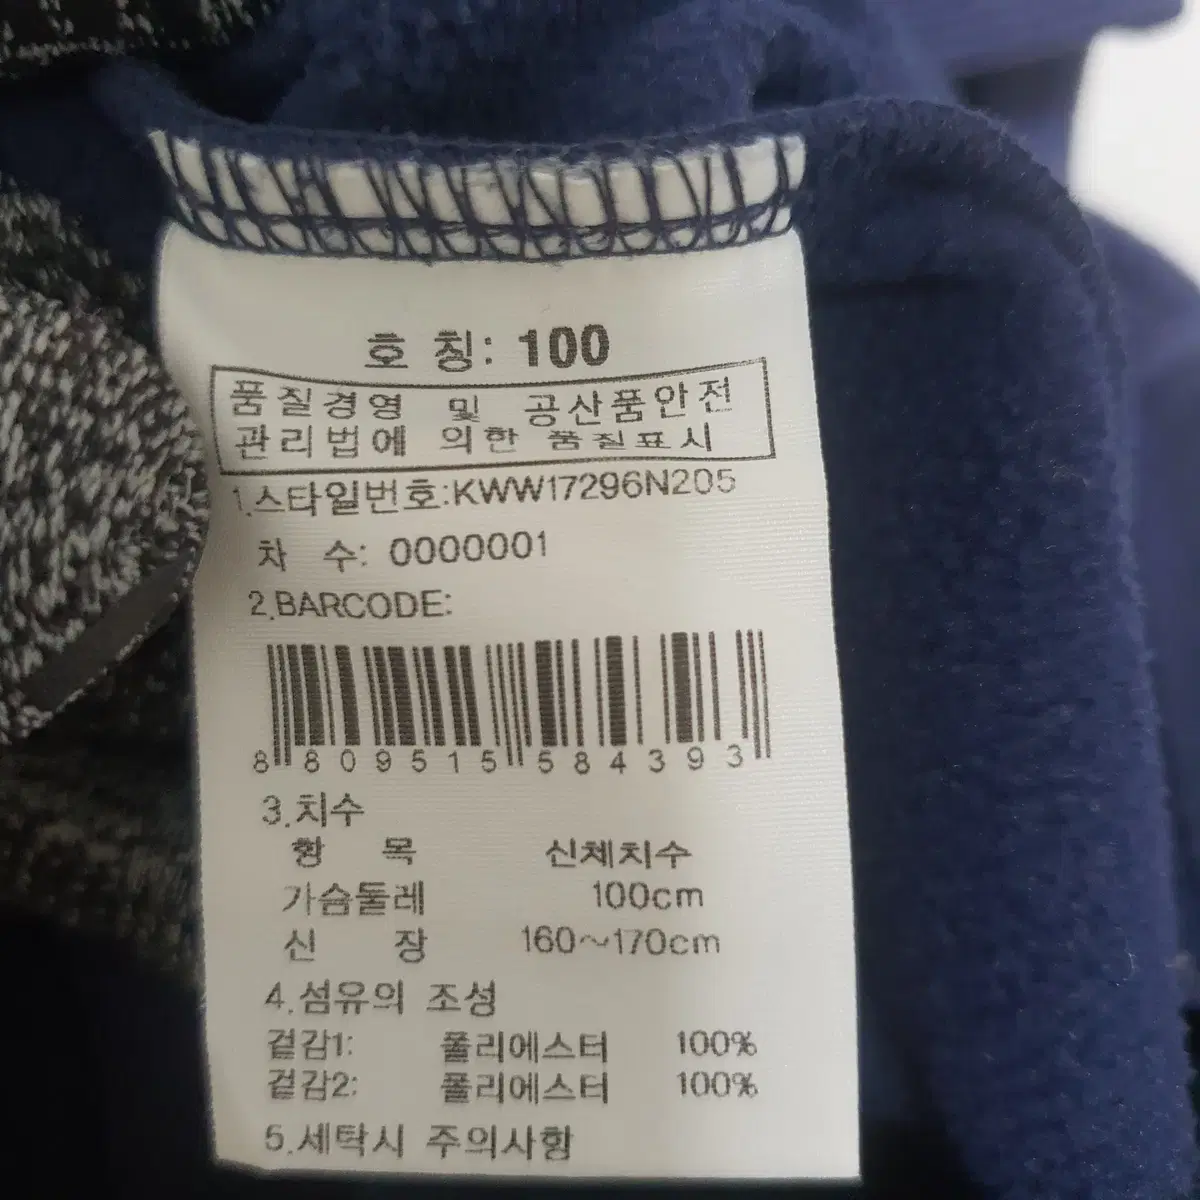 호 칭: 100
품질경영 및 공산품안전
관리법에 의한 품질표시
1.스타일번호:KWW17296N205
차 수: 0000001
2.BARCODE:
8 809515 584393
3.치수
항 목 신체치수
가슴둘레 100cm
신 장 160~170cm
4.섬유의 조성
겉감1: 폴리에스터 100%
겉감2: 폴리에스터 100%
5.세탁시 주의사항